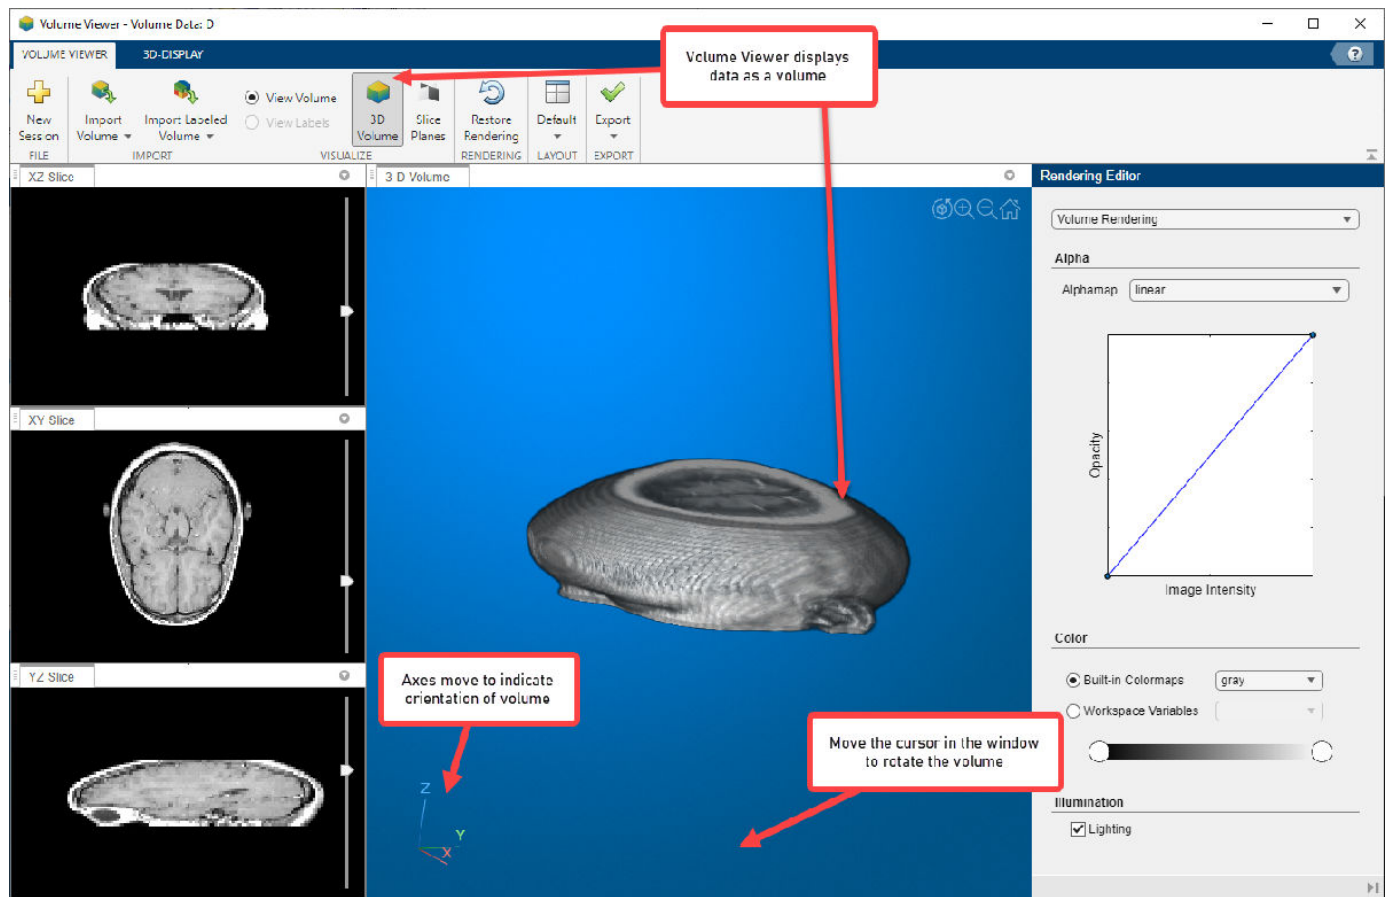 Volume Viewer - Volume Data: D
VOLUME VIEWER
3D-DISPLAY
?
New
Session
Import
Volume
Import Labeled
Volume
View Volume
View Labels
3D
Volume
Slice
Planes
Restore
Rendering
Default
Export
FILE
IMPORT
VISUALIZE
RENDERING
LAYOUT
EXPORT
Volume Viewer displays
data as a volume
XZ Slice
XY Slice
YZ Slice
3D Volume
Axes move to indicate
orientation of volume
Move the cursor in the window
to rotate the volume
Z
Y
X
Rendering Editor
Volume Rendering
Alpha
Alphamap
linear
Opacity
Image Intensity
Color
Built-in Colormaps
gray
Workspace Variables
Illumination
Lighting